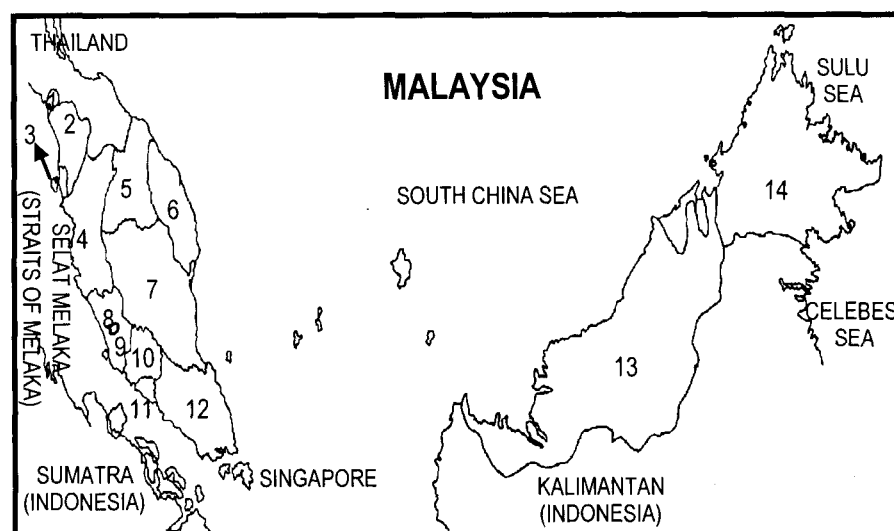 THAILAND
MALAYSIA
SULU
SEA
1
2
3
SOUTH CHINA SEA
5
6
14
4
SELAT MELAKA
(STRAITS OF MELAKA)
7
8
9
10
CELEBES
SEA
13
11
12
SUMATRA
(INDONESIA)
SINGAPORE
KALIMANTAN
(INDONESIA)